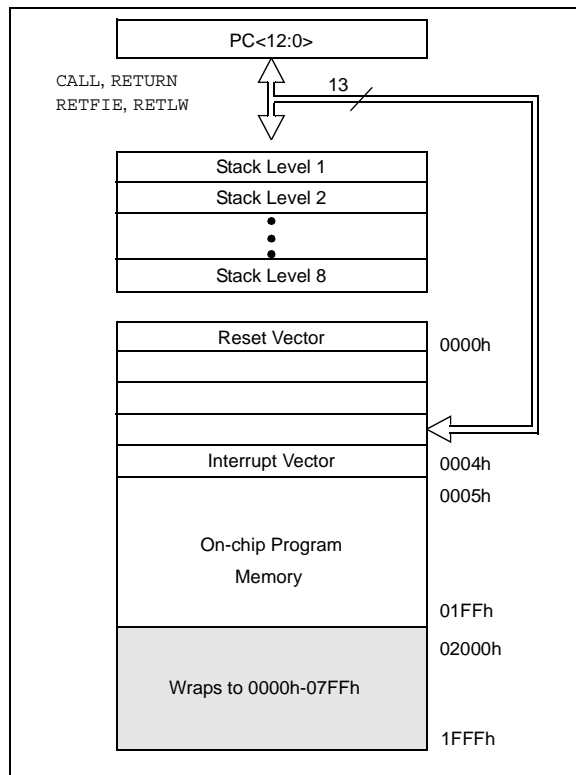 PC<12:0>
CALL, RETURN
RETFIE, RETLW
13
Stack Level 1
Stack Level 2
Stack Level 8
Reset Vector
0000h
Interrupt Vector
0004h
0005h
On-chip Program
Memory
01FFh
02000h
Wraps to 0000h-07FFh
1FFFh